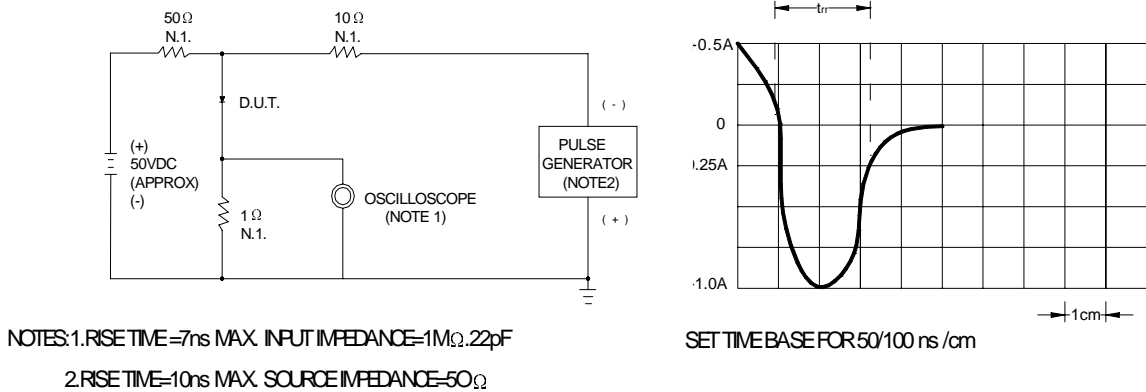 50Ω
N.1.
10Ω
N.1.
trr
D.U.T.
(+)
50VDC
(APPROX)
(-)
1Ω
N.1.
OSCILLOSCOPE
(NOTE 1)
( - )
PULSE
GENERATOR
(NOTE2)
( + )
-0.5A
0
.25A
1.0A
1cm
NOTES:1.RISE TIME =7ns MAX. INPUT IMPEDANCE=1MΩ.22pF
2.RISE TIME=10ns MAX. SOURCE IMPEDANCE=5OΩ
SET TIME BASE FOR 50/100 ns /cm